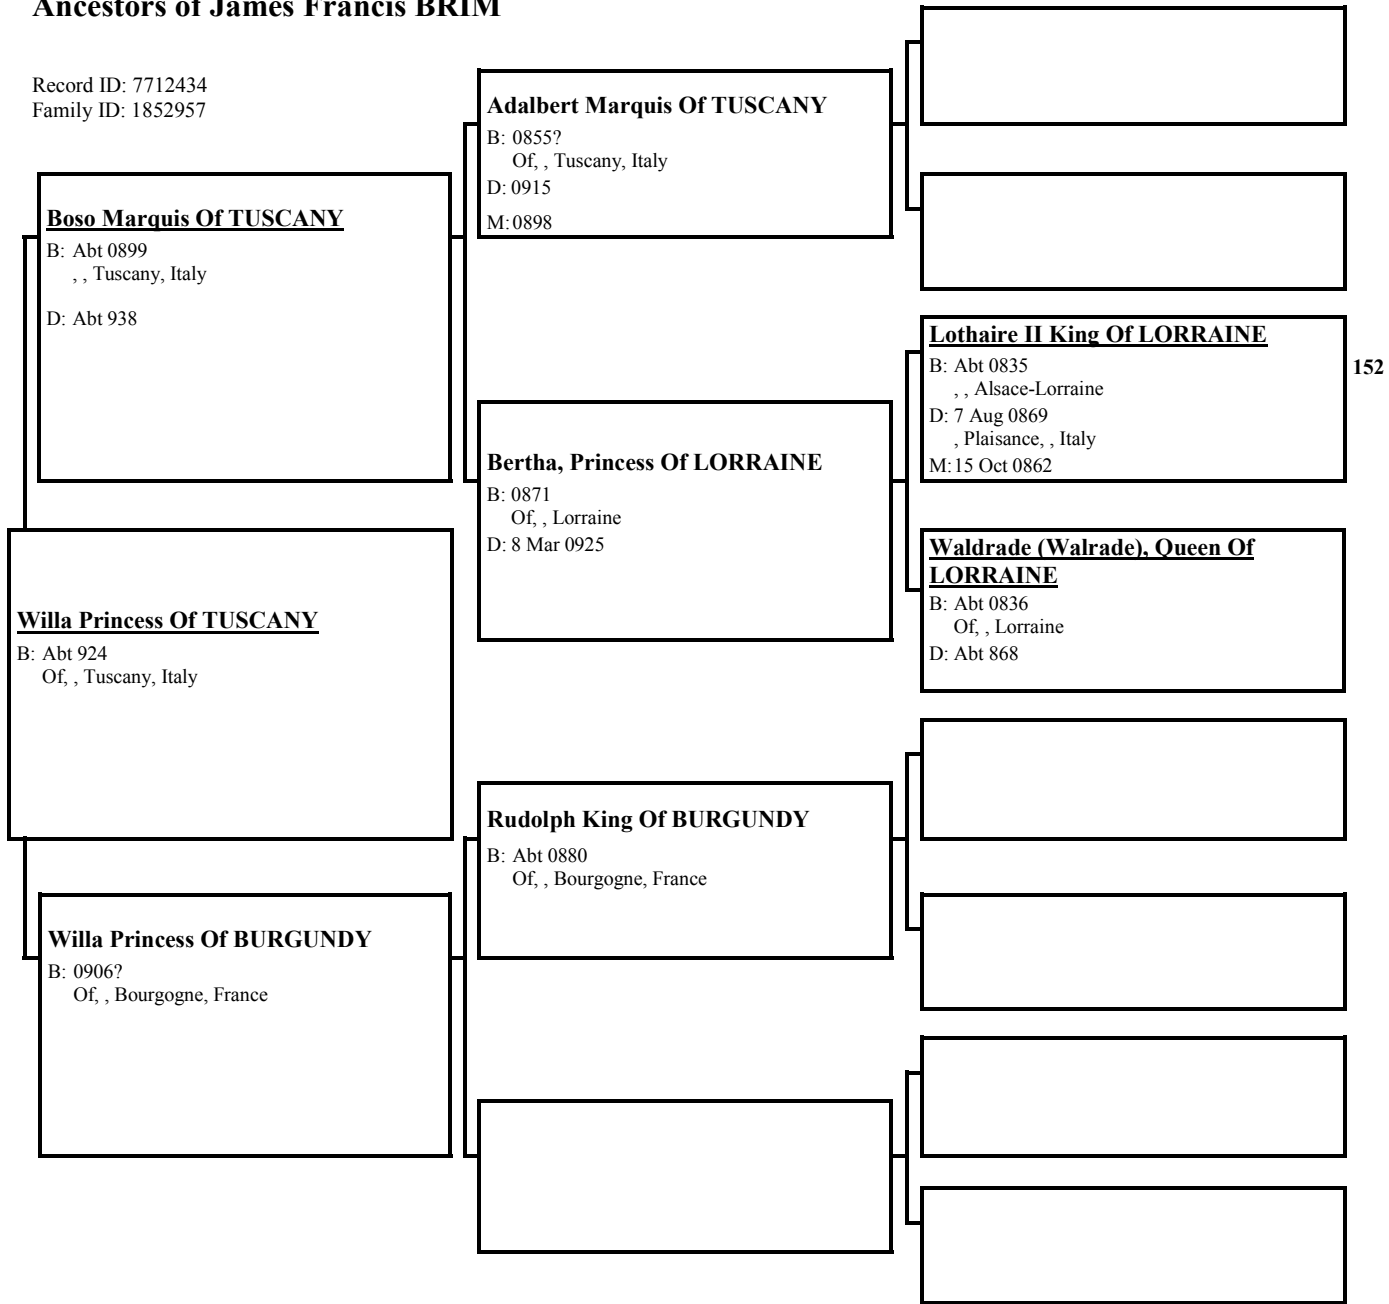 Ancestors of James Francis BRIM
Record ID: 7712434
Family ID: 1852957
Adalbert Marquis Of TUSCANY
B: 0855?
Of, , Tuscany, Italy
D: 0915
M: 0898
Boso Marquis Of TUSCANY
B: Abt 0899
, , Tuscany, Italy
D: Abt 938
Lothaire II King Of LORRAINE
B: Abt 0835
, , Alsace-Lorraine
D: 7 Aug 0869
, Plaisance, , Italy
M: 15 Oct 0862
152
Bertha, Princess Of LORRAINE
B: 0871
Of, , Lorraine
D: 8 Mar 0925
Waldrade (Walrade), Queen Of
LORRAINE
B: Abt 0836
Of, , Lorraine
D: Abt 868
Willa Princess Of TUSCANY
B: Abt 924
Of, , Tuscany, Italy
Rudolph King Of BURGUNDY
B: Abt 0880
Of, , Bourgogne, France
Willa Princess Of BURGUNDY
B: 0906?
Of, , Bourgogne, France